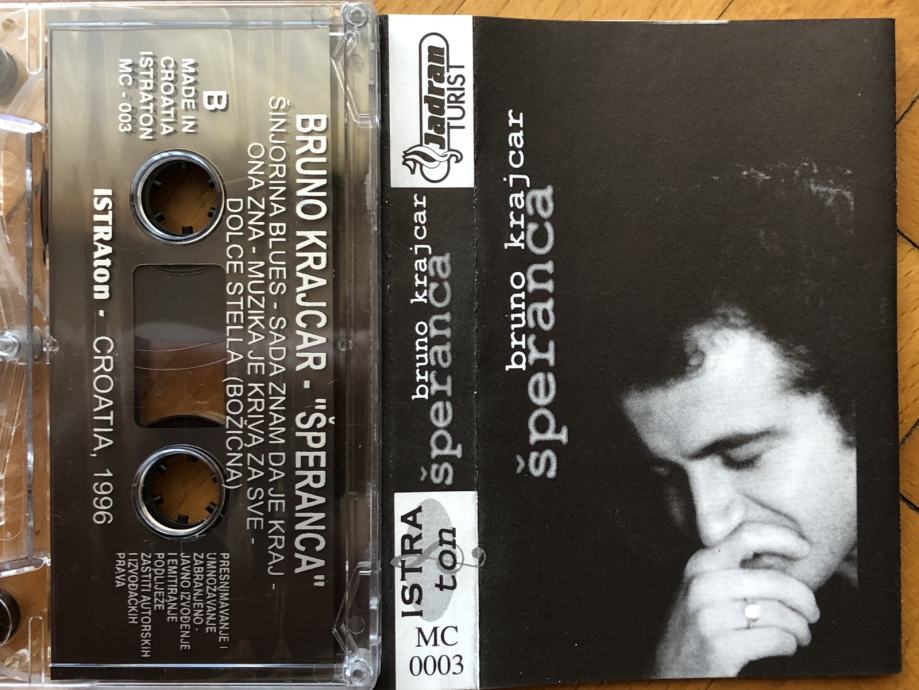 BRUNO KRAJCAR - "ŠPERANCA"
ŠINJORINA BLUES - SADA ZNAM DA JE KRAJ -
ONA ZNA - MUZIKA JE KRIVA ZA SVE -
DOLCE STELLA (BOŽIĆNA)
B
MADE IN
CROATIA
ISTRATON
MC - 003
PRESNIMAVANJE I
UMNOŽAVANJE
ZABRANJENO -
JAVNO IZVOĐENJE
I EMITIRANJE
PODLIJEŽE
ZAŠTITI AUTORSKIH
I IZVOĐAČKIH
PRAVA
ISTRAton - CROATIA, 1996
perpen
TURIST
bruno krajcar
šperanca
ISTRA
ton
MC
0003
bruno krajcar
šperanca